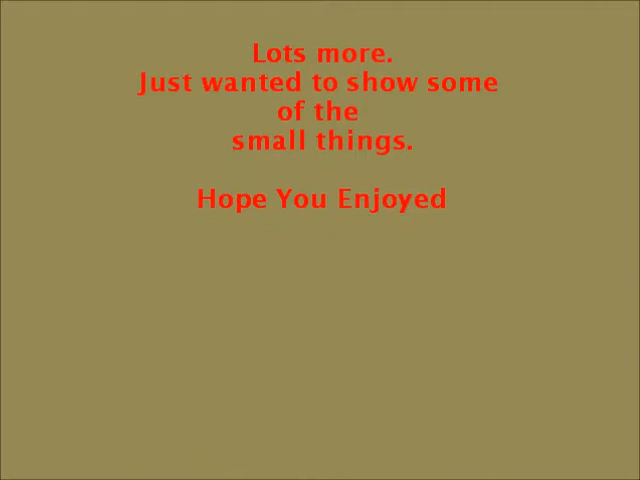 Lots more.
Just wanted to show some
of the
small things.
Hope You Enjoyed